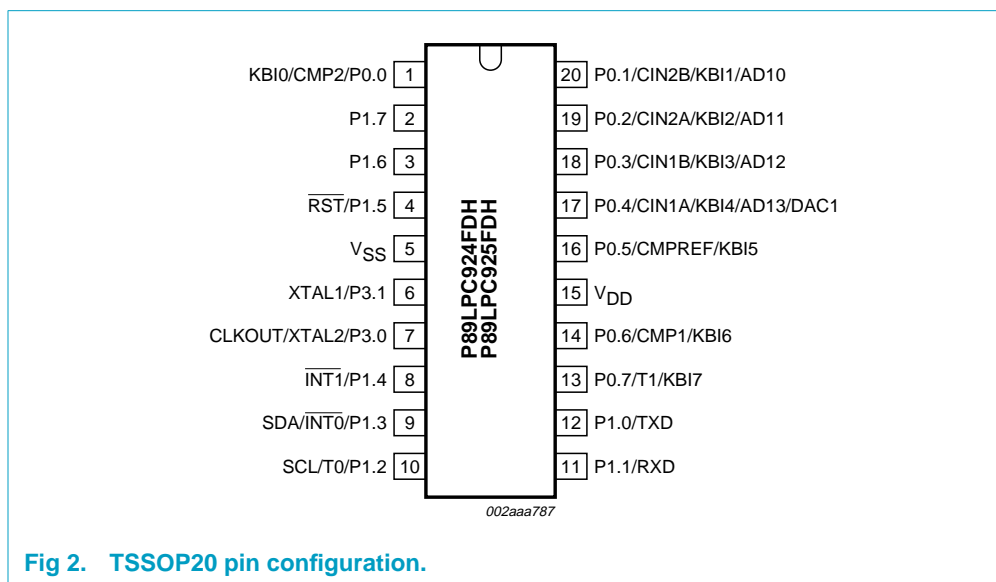 KBI0/CMP2/P0.0 1
P1.7 2
P1.6 3
RST/P1.5 4
VSS 5
XTAL1/P3.1 6
CLKOUT/XTAL2/P3.0 7
INT1/P1.4 8
SDA/INT0/P1.3 9
SCL/T0/P1.2 10
P89LPC924FDH
P89LPC925FDH
20 P0.1/CIN2B/KBI1/AD10
19 P0.2/CIN2A/KBI2/AD11
18 P0.3/CIN1B/KBI3/AD12
17 P0.4/CIN1A/KBI4/AD13/DAC1
16 P0.5/CMPREF/KBI5
15 VDD
14 P0.6/CMP1/KBI6
13 P0.7/T1/KBI7
12 P1.0/TXD
11 P1.1/RXD
002aaa787
Fig 2. TSSOP20 pin configuration.